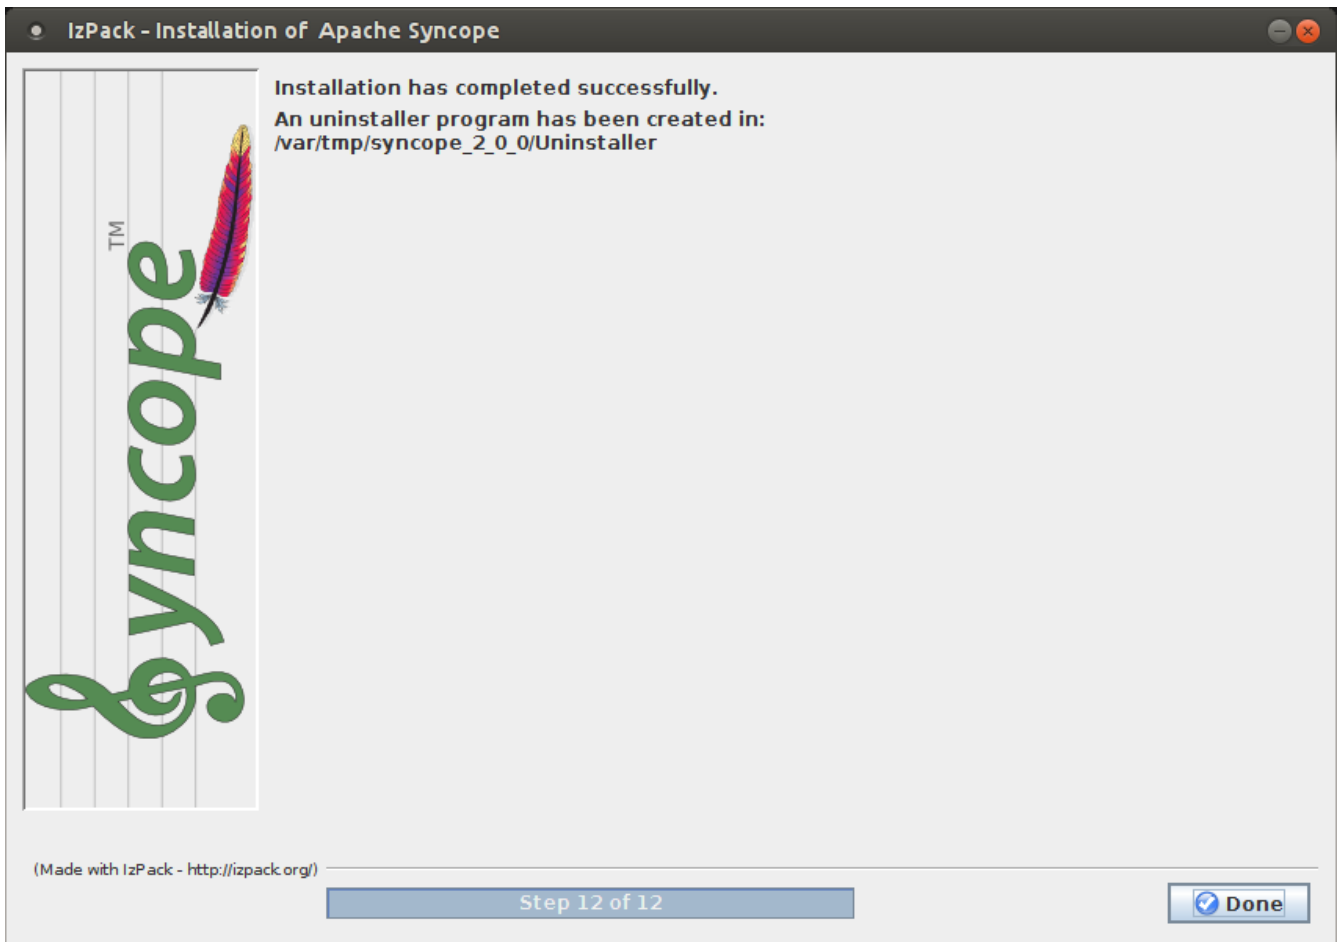 IzPack - Installation of Apache Syncope
Installation has completed successfully.
An uninstaller program has been created in:
/var/tmp/syncope_2_0_0/Uninstaller
Syncope
TM
(Made with IzPack - http://izpack.org/)
Step 12 of 12
Done